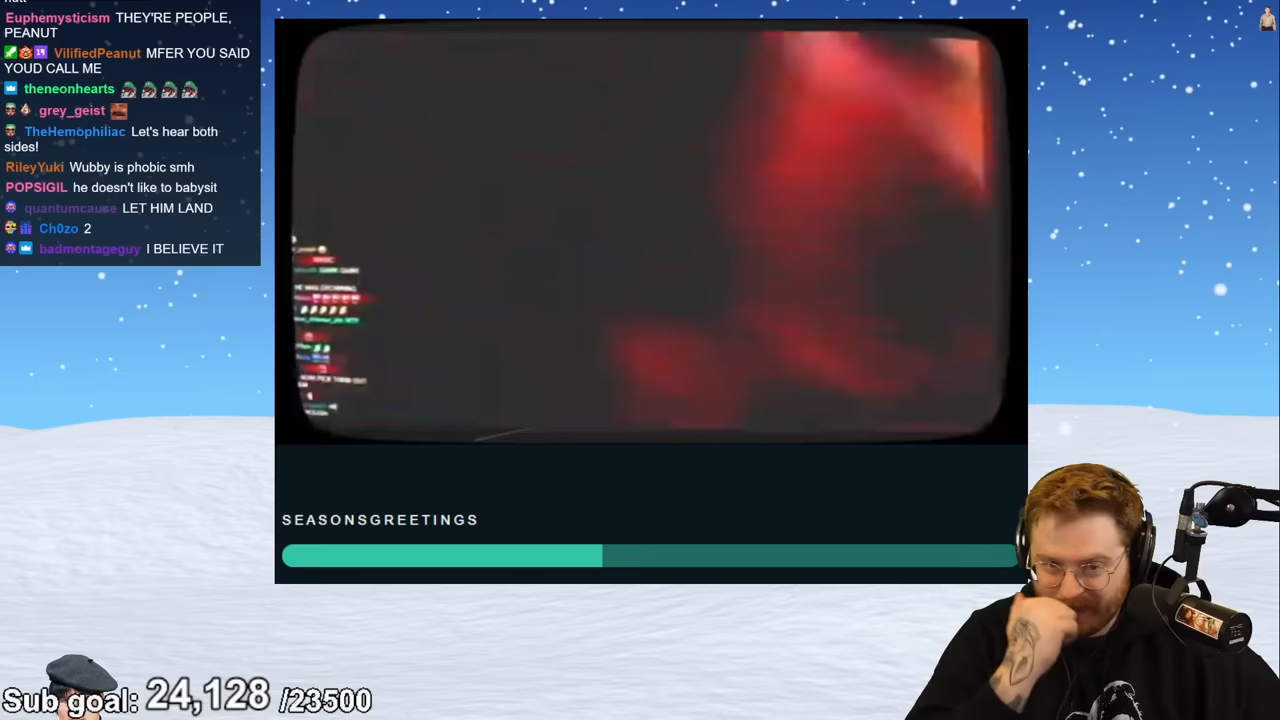 Euphemysticism THEY'RE PEOPLE,
PEANUT
VilifiedPeanut MFER YOU SAID
YOUD CALL ME
theneonhearts
grey_geist
TheHemophiliac Let's hear both
sides!
RileyYuki Wubby is phobic smh
POPSIGIL he doesn't like to babysit
quantumcause LET HIM LAND
Ch0zo 2
badmontageguy I BELIEVE IT
SEASONSGREETINGS
Sub goal: 24,128 /23500